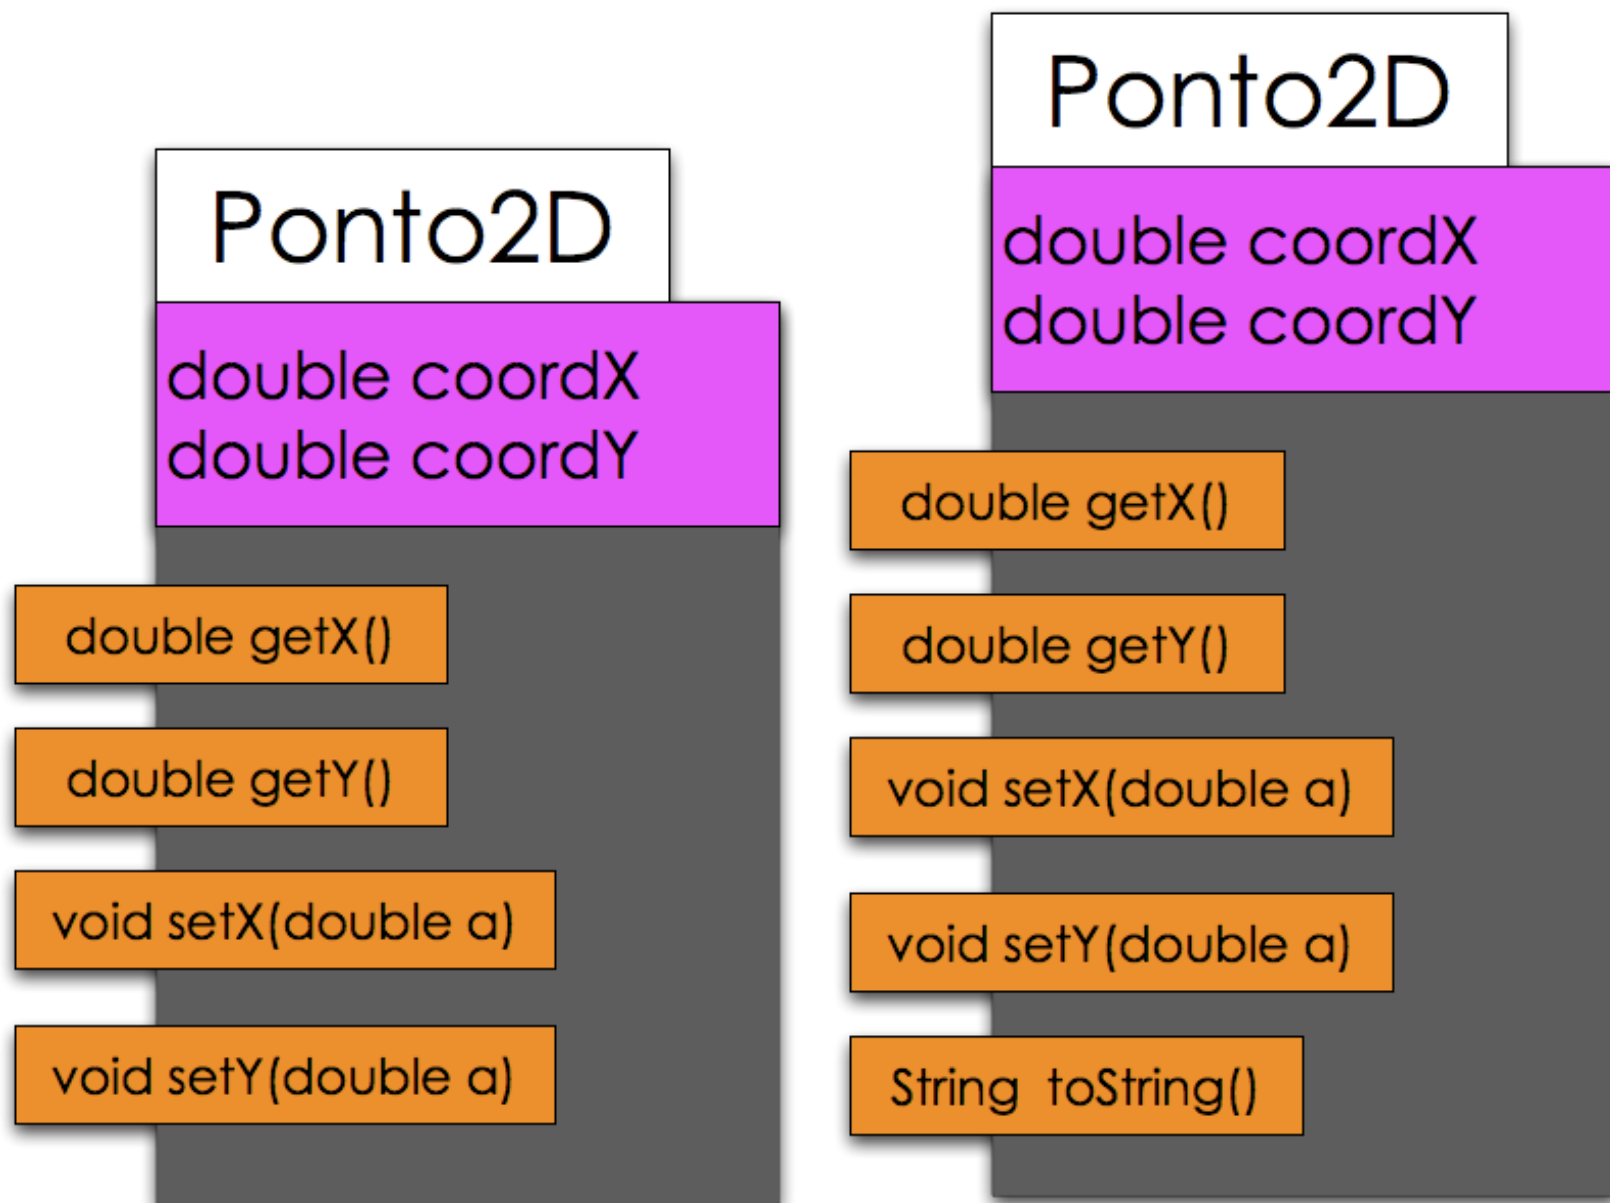 Ponto2D
double coordX
double coordY
double getX()
double getY()
void setX(double a)
void setY(double a)
Ponto2D
double coordX
double coordY
double getX()
double getY()
void setX(double a)
void setY(double a)
String toString()